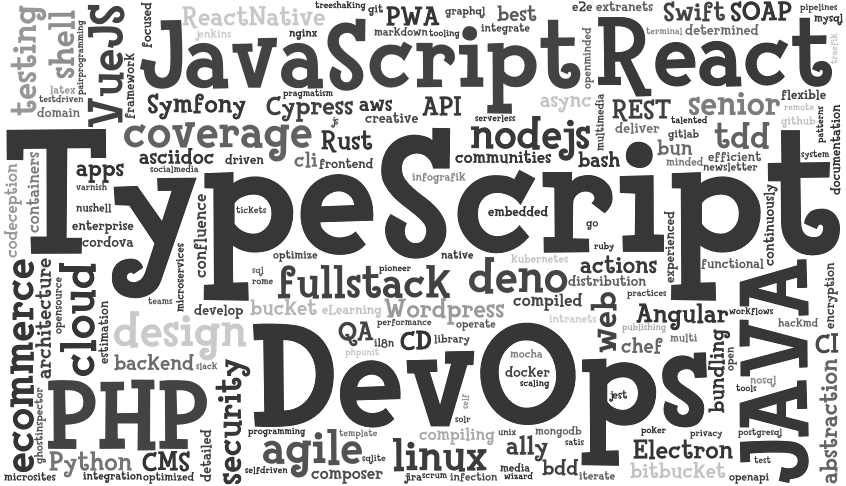 testing
shell
VueJS
focused
ReactNative
jenkins
treeshaking
git
PWA
graphql
best
e2e
extranets
Swift
SOAP
pipelines
mysql
JavaScript
nginx
markdown
tooling
integrate
openminded
React
terminal
determined
traefik
pairprogramming
framework
latex
testdriven
domain
pragmatism
Symfony
Cypress
aws
API
async
multimedia
REST
senior
flexible
remote
github
js
creative
serverless
talented
deliver
gitlab
tdd
patterns
documentation
coverage
Rust
nodejs
bun
asciidoc
driven
cli
frontend
communities
bash
minded
efficient
newsletter
system
TypeScript
codeception
containers
apps
socialmedia
varnish
infografik
nushell
enterprise
cordova
confluence
tickets
embedded
go
ruby
experienced
continuously
microservices
optimize
native
kubernetes
functional
ecommerce
architecture
opensource
cloud
teams
sql
rome
pioneer
fullstack
deno
actions
distribution
JAVA
encryption
estimation
develop
bucket
eLearning
Wordpress
compiled
practices
web
intranets
Angular
workflows
hackMd
design
QA
performance
i18n
CD
operate
library
publishing
chef
multi
bundling
open
CI
backend
slack
phpunit
DevOps
mocha
docker
scaling
jest
nosql
tools
abstraction
PHP
ghostinspector
security
self
solr
programming
template
compiling
unix
mongodb
satis
poker
privacy
postgresql
Python
CMS
detailed
agile
sqlite
linux
ally
Electron
test
microsites
integration
optimized
selfdriven
composer
jira
scrum
infection
media
wizard
bdd
iterate
bitbucket
openapi